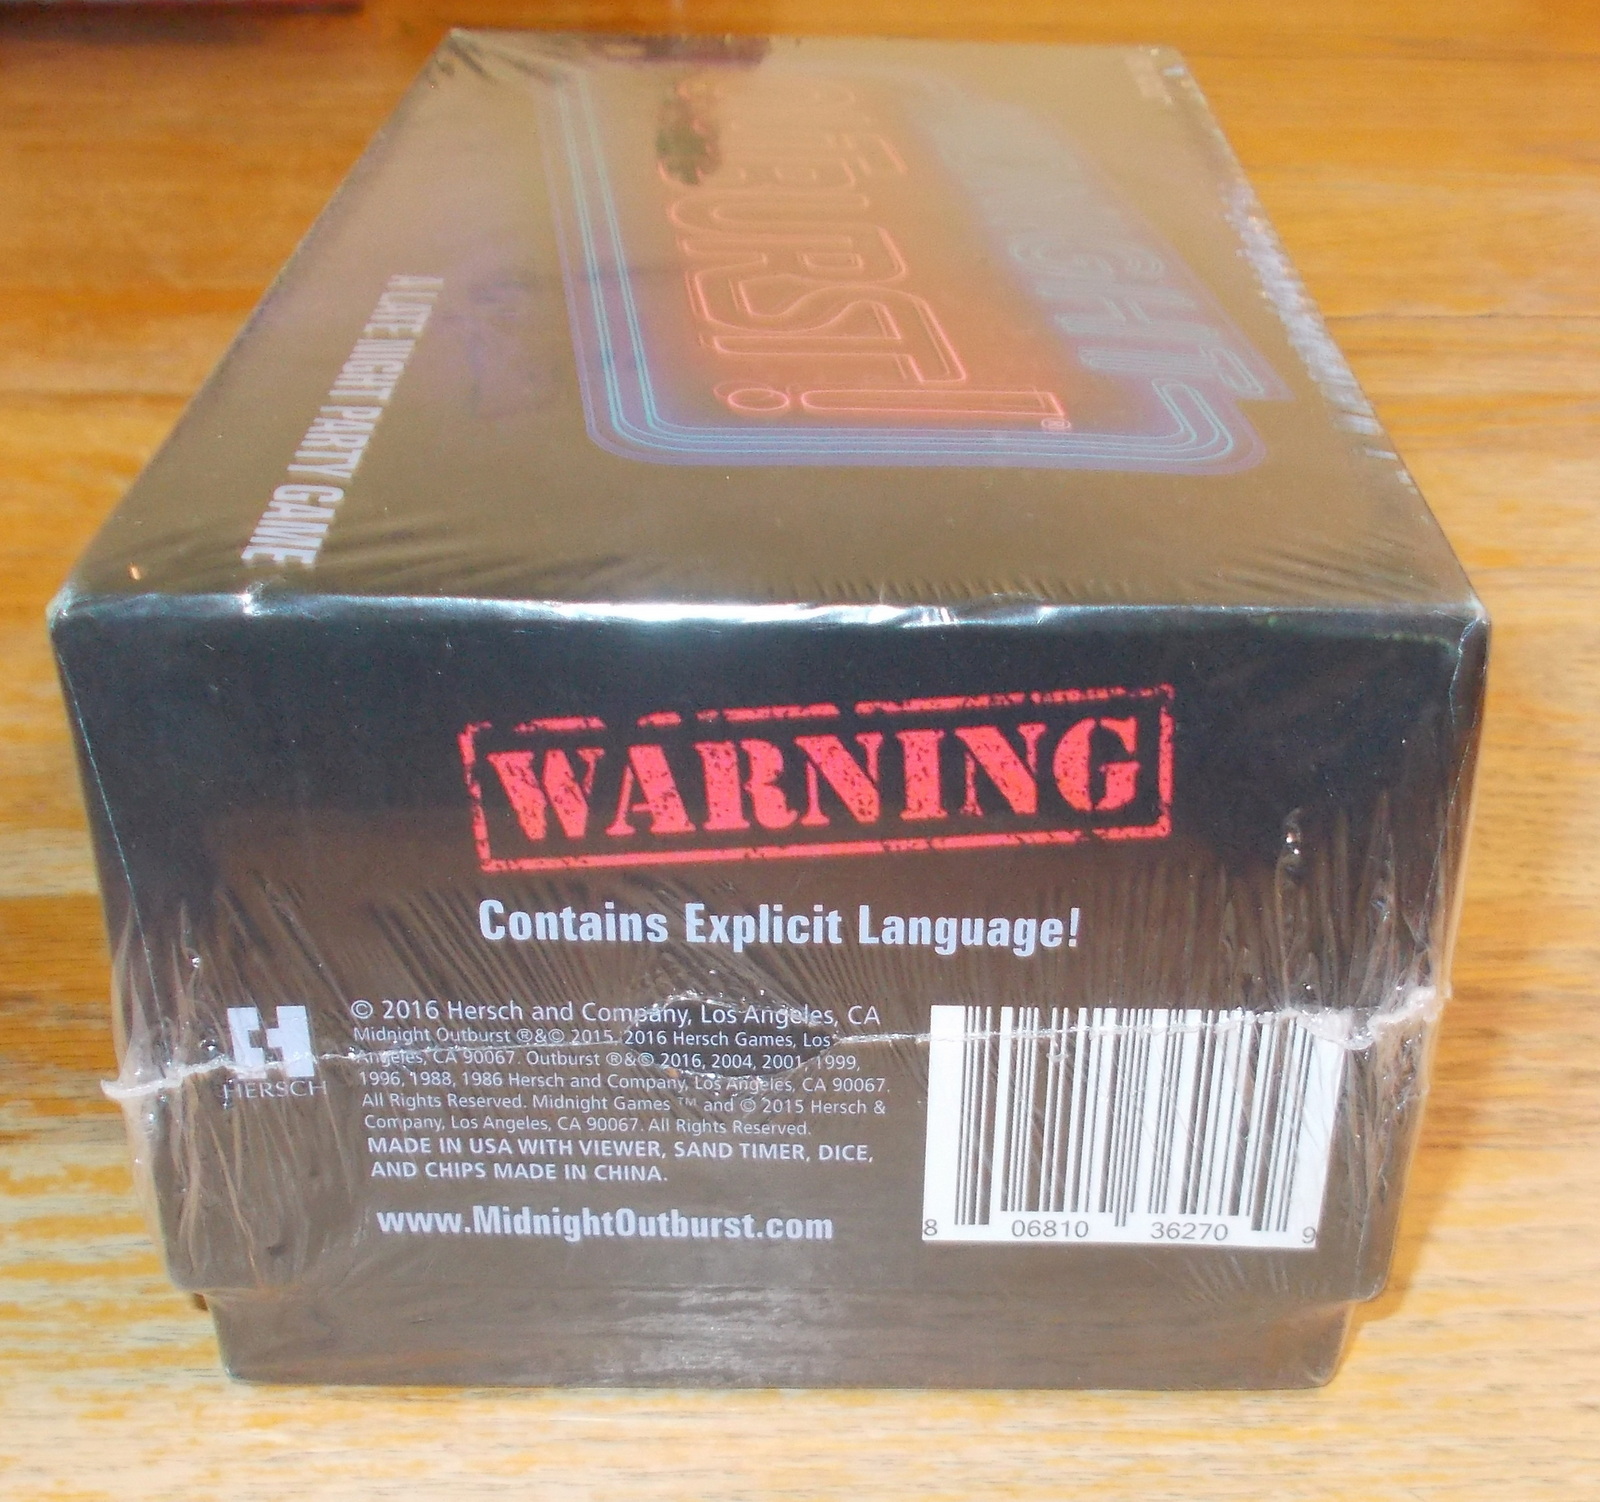 OUTBURST!®
A LATE NIGHT PARTY GAME
WARNING
Contains Explicit Language!
HERSCH
© 2016 Hersch and Company, Los Angeles, CA
Midnight Outburst ®&© 2015, 2016 Hersch Games, Los
Angeles, CA 90067. Outburst ®&© 2016, 2004, 2001, 1999,
1996, 1988, 1986 Hersch and Company, Los Angeles, CA 90067.
All Rights Reserved. Midnight Games ™ and © 2015 Hersch &
Company, Los Angeles, CA 90067. All Rights Reserved.
MADE IN USA WITH VIEWER, SAND TIMER, DICE,
AND CHIPS MADE IN CHINA.
www.MidnightOutburst.com
8 06810 36270 9